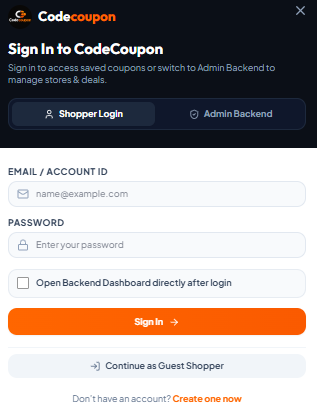 Codecoupon
Sign In to CodeCoupon
Sign in to access saved coupons or switch to Admin Backend to
manage stores & deals.
Shopper Login
Admin Backend
EMAIL / ACCOUNT ID
name@example.com
PASSWORD
Enter your password
Open Backend Dashboard directly after login
Sign In →
Continue as Guest Shopper
Don't have an account? Create one now